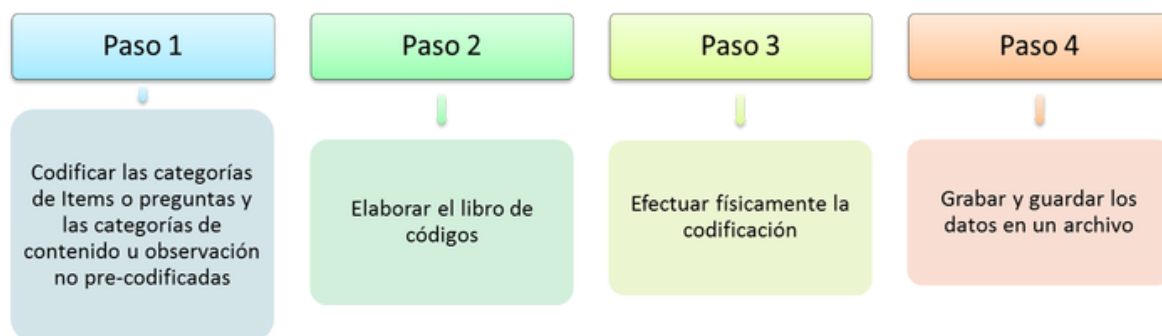 Paso 1
Codificar las categorías
de Items o preguntas y
las categorías de
contenido u observación
no pre-codificadas
Paso 2
Elaborar el libro de
códigos
Paso 3
Efectuar físicamente la
codificación
Paso 4
Grabar y guardar los
datos en un archivo